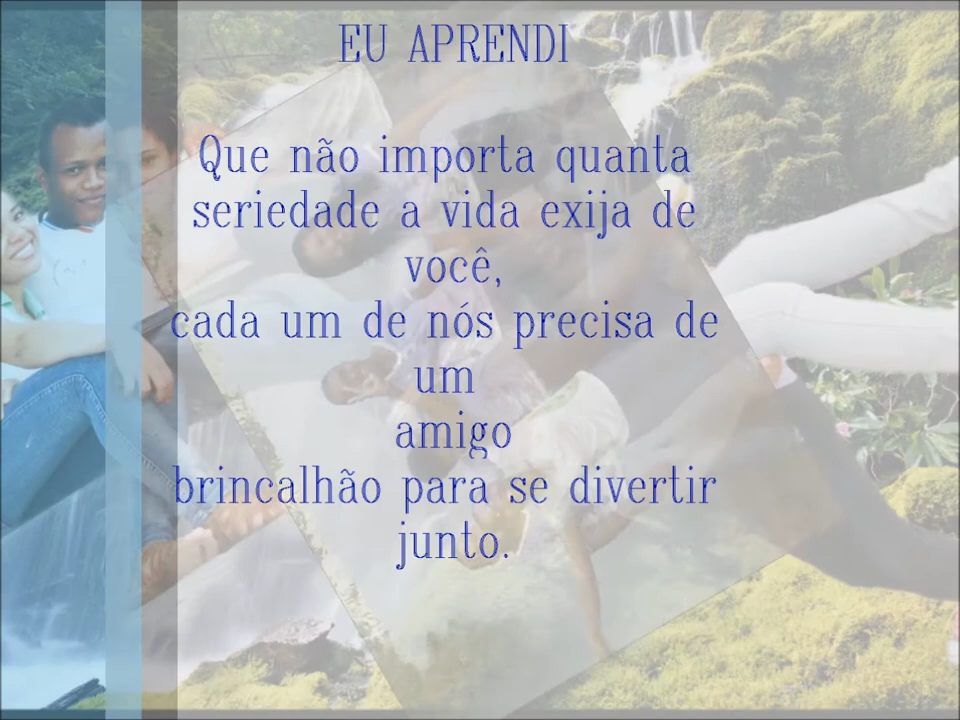 EU APRENDI
Que não importa quanta
seriedade a vida exija de
você,
cada um de nós precisa de
um
amigo
brincalhão para se divertir
junto.